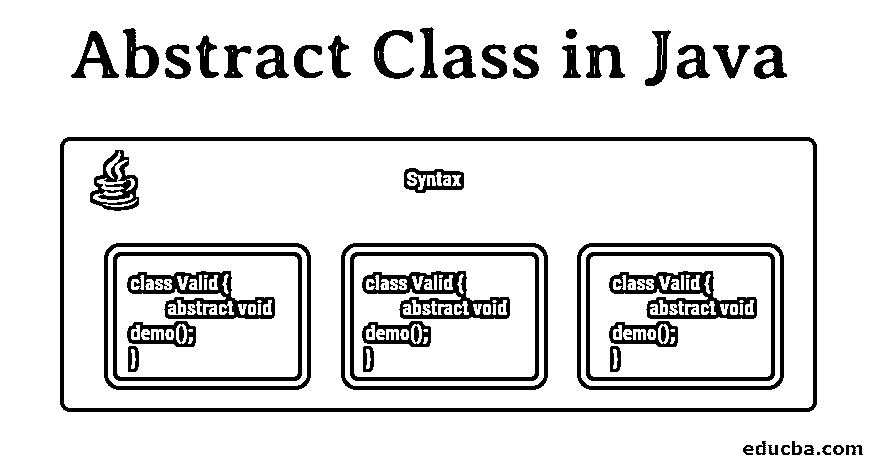 Abstract Class in Java
Syntax
class Valid {
abstract void
demo();
}
class Valid {
abstract void
demo();
}
class Valid {
abstract void
demo();
}
educba.com